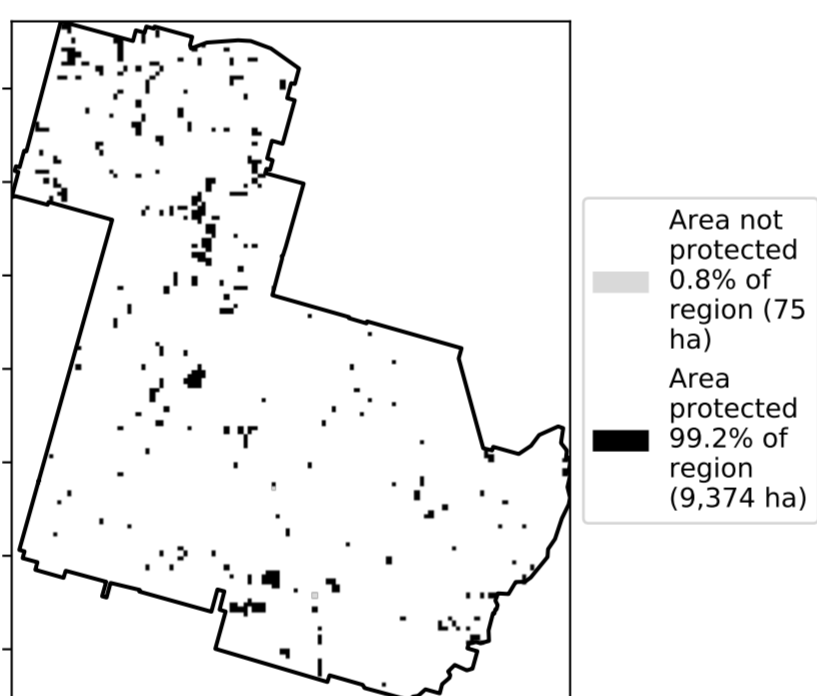 Area not
protected
0.8% of
region (75
ha)
Area
protected
99.2% of
region
(9,374 ha)